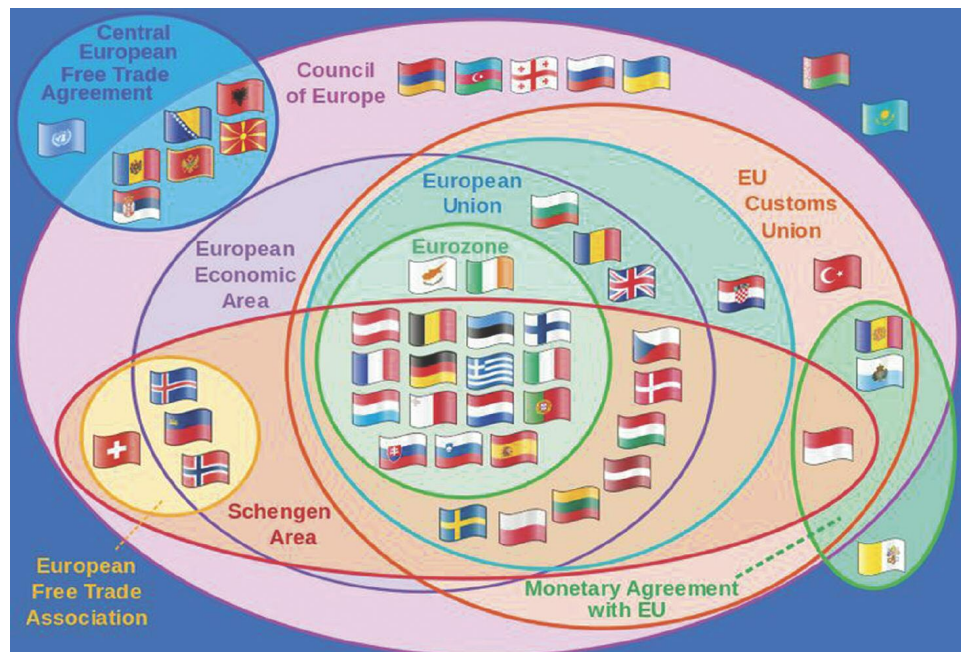 Central
European
Free Trade
Agreement
Council
of Europe
European
Union
EU
Customs
Union
European
Economic
Area
Eurozone
Schengen
Area
European
Free Trade
Association
Monetary Agreement
with EU